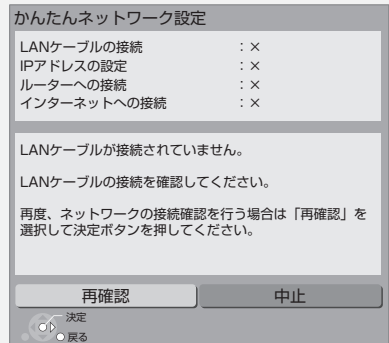 かんたんネットワーク設定
LANケーブルの接続 ：×
IPアドレスの設定 ：×
ルーターへの接続 ：×
インターネットへの接続 ：×
LANケーブルが接続されていません。
LANケーブルの接続を確認してください。
再度、ネットワークの接続確認を行う場合は「再確認」を
選択して決定ボタンを押してください。
再確認 中止
決定
戻る